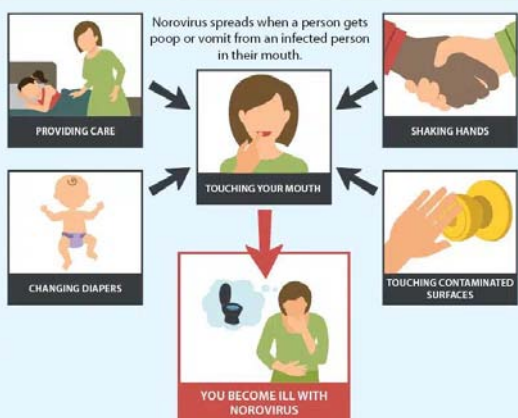 Norovirus spreads when a person gets
poop or vomit from an infected person
in their mouth.
PROVIDING CARE
SHAKING HANDS
TOUCHING YOUR MOUTH
CHANGING DIAPERS
TOUCHING CONTAMINATED
SURFACES
YOU BECOME ILL WITH
NOROVIRUS